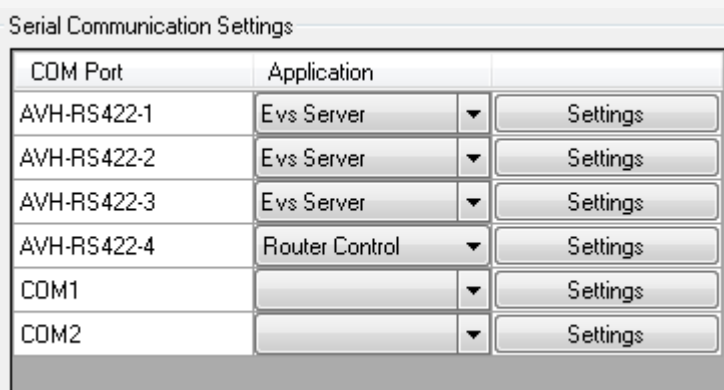 Serial Communication Settings
COM Port Application
AVH-RS422-1 Evs Server Settings
AVH-RS422-2 Evs Server Settings
AVH-RS422-3 Evs Server Settings
AVH-RS422-4 Router Control Settings
COM1 Settings
COM2 Settings